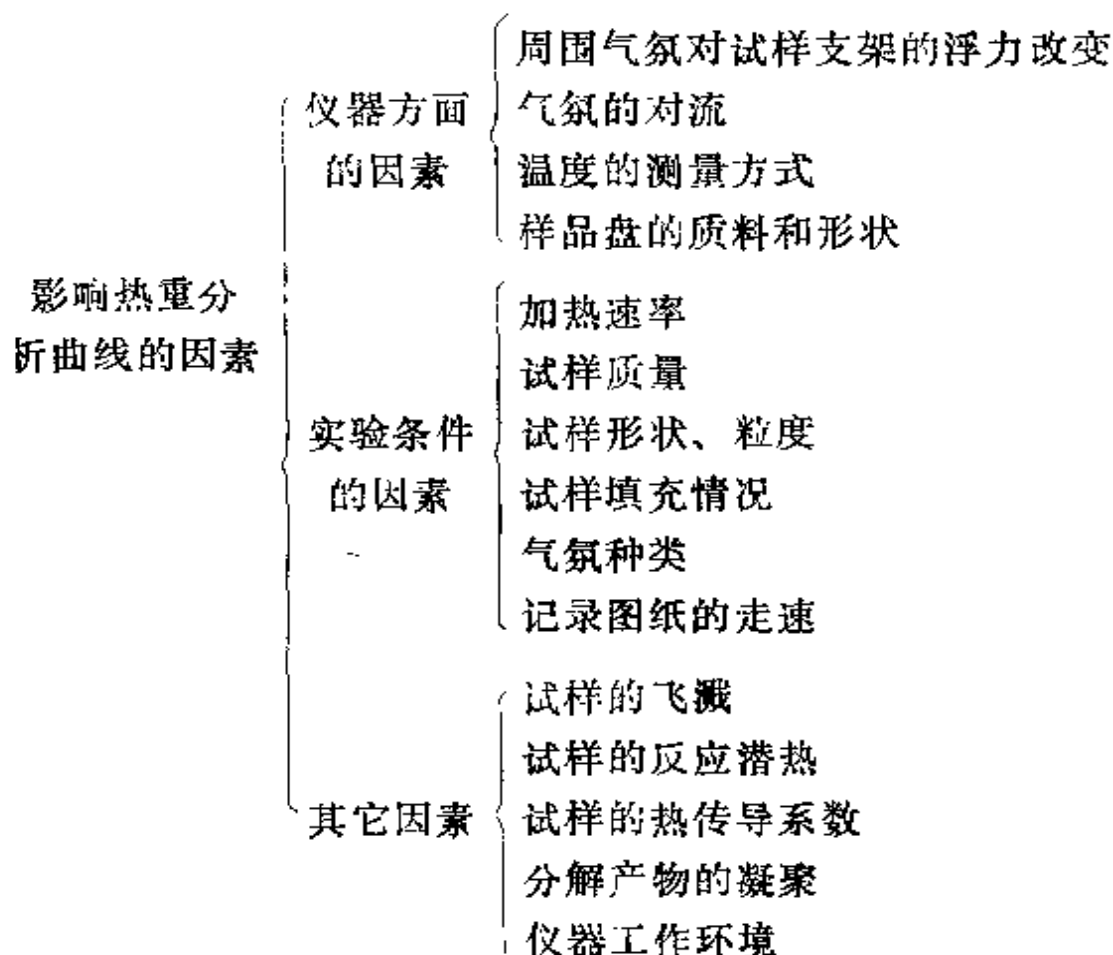 影响热重分
析曲线的因素
仪器方面
的因素
周围气氛对试样支架的浮力改变
气氛的对流
温度的测量方式
样品盘的质料和形状
实验条件
的因素
加热速率
试样质量
试样形状、粒度
试样填充情况
气氛种类
记录图纸的走速
其它因素
试样的飞溅
试样的反应潜热
试样的热传导系数
分解产物的凝聚
仪器工作环境